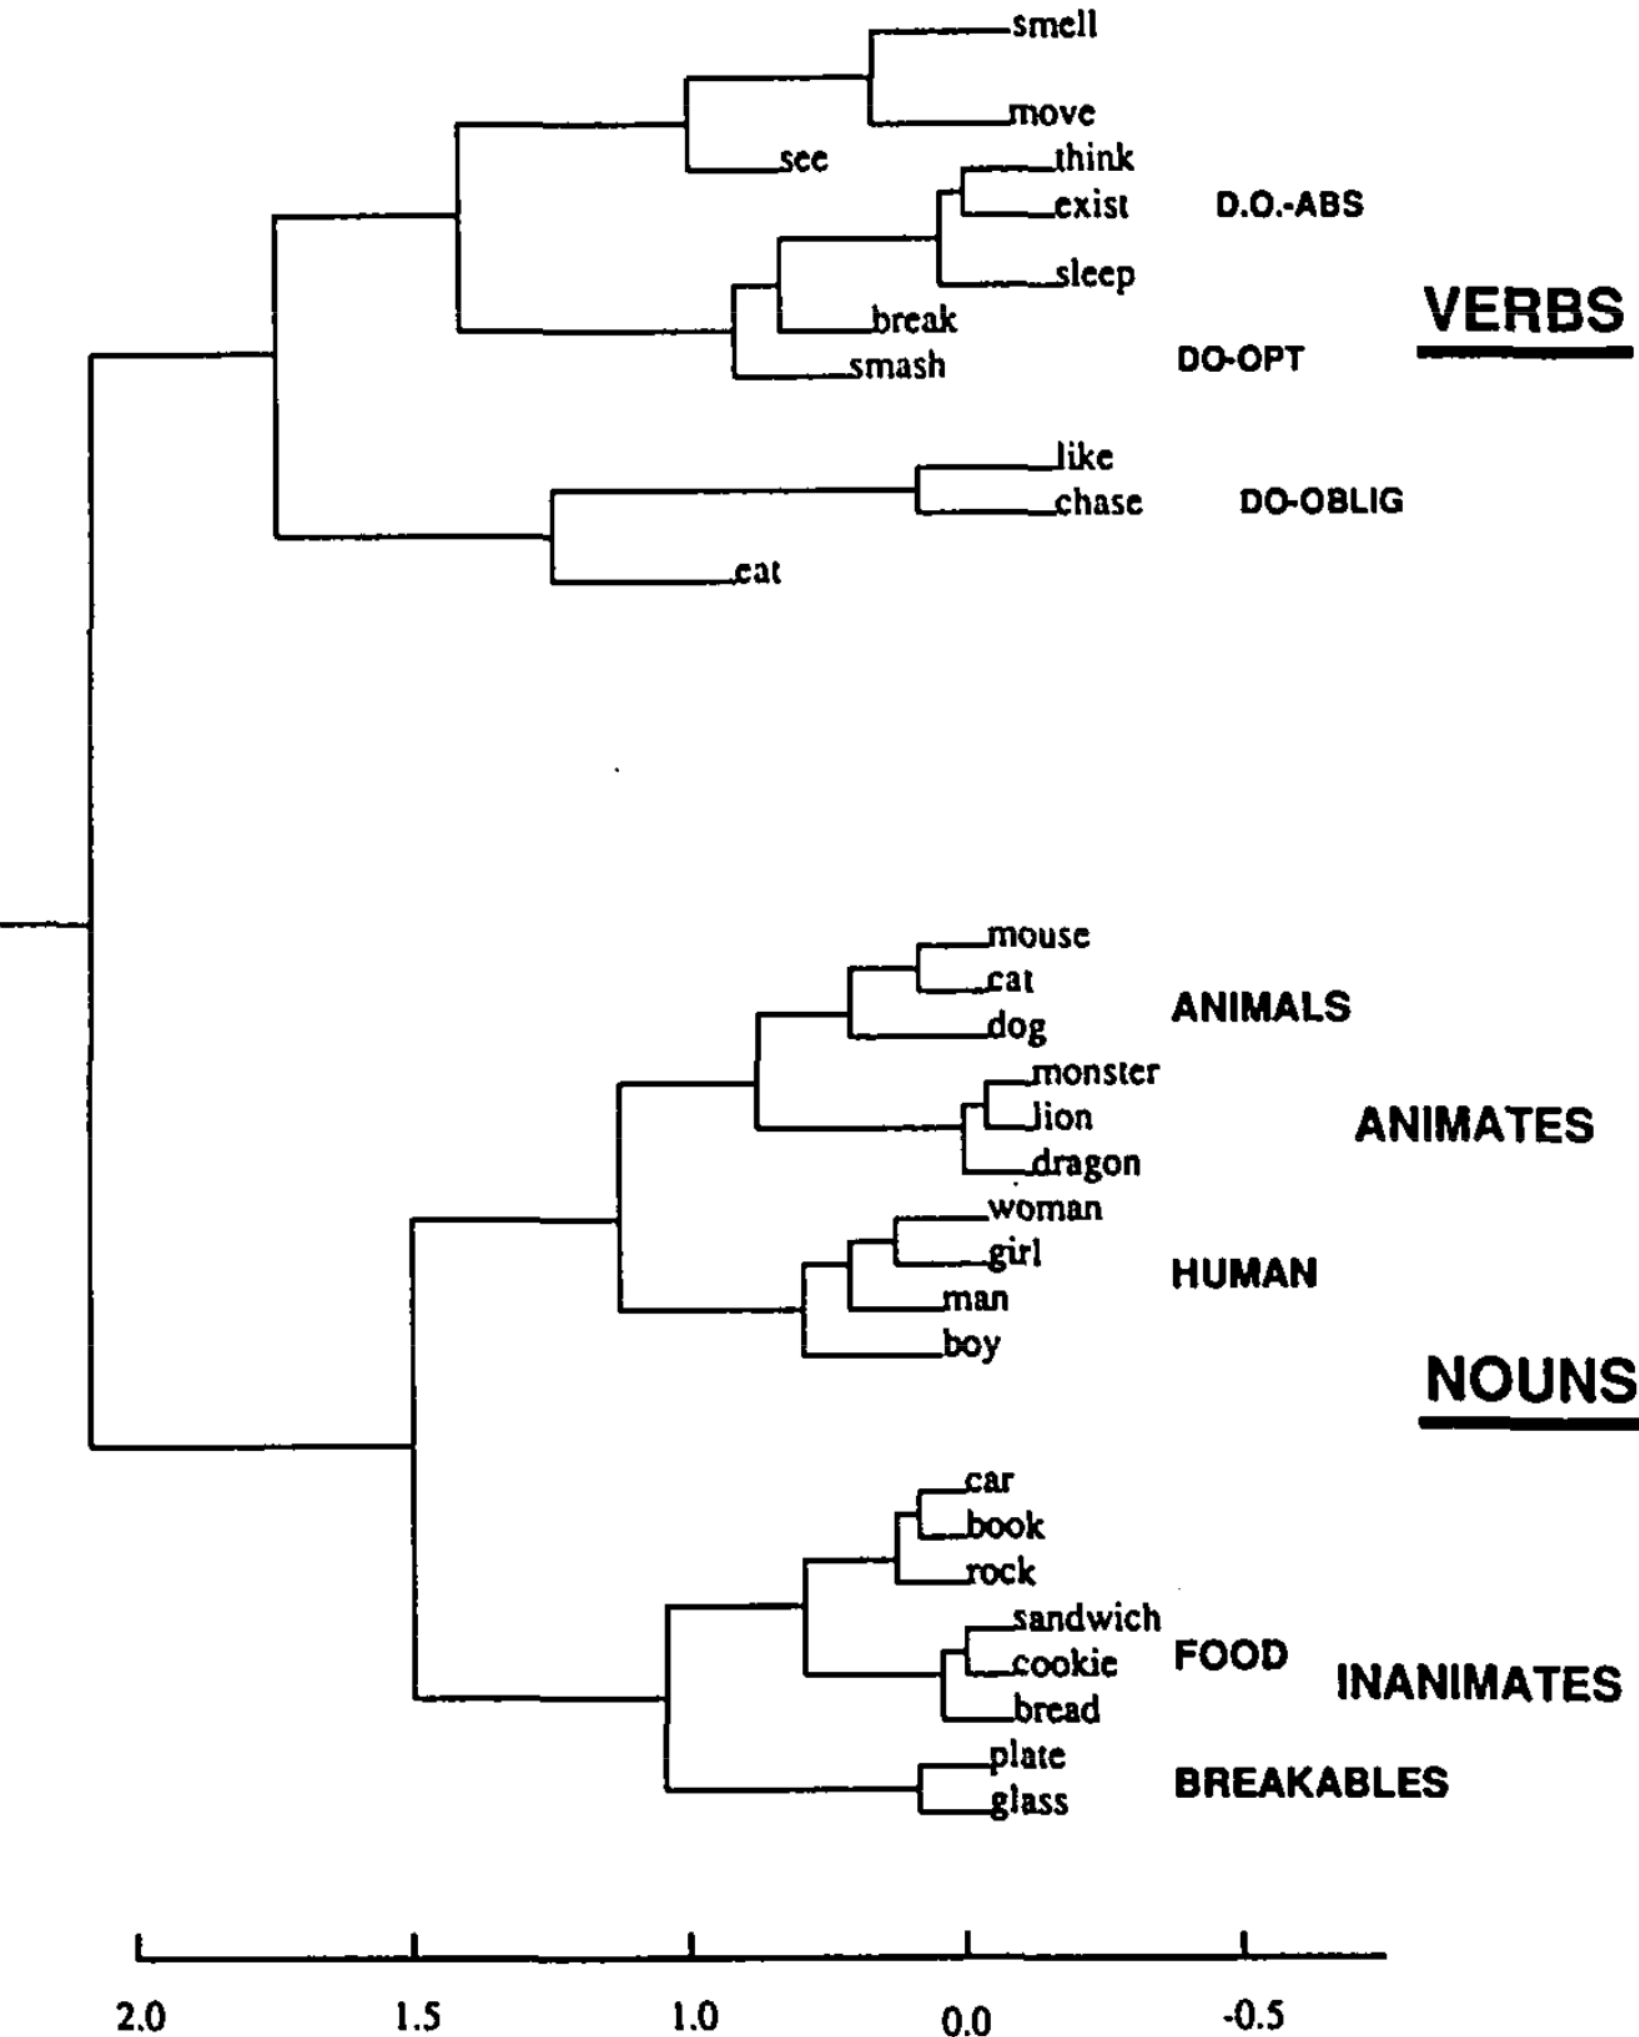 smell
move
see
think
exist
D.O.-ABS
sleep
VERBS
break
smash
DO-OPT
like
chase
DO-OBLIG
eat
mouse
cat
ANIMALS
dog
monster
lion
ANIMATES
dragon
woman
girl
HUMAN
man
boy
NOUNS
car
book
rock
sandwich
cookie
FOOD
INANIMATES
bread
plate
BREAKABLES
glass
2.0 1.5 1.0 0.0 -0.5